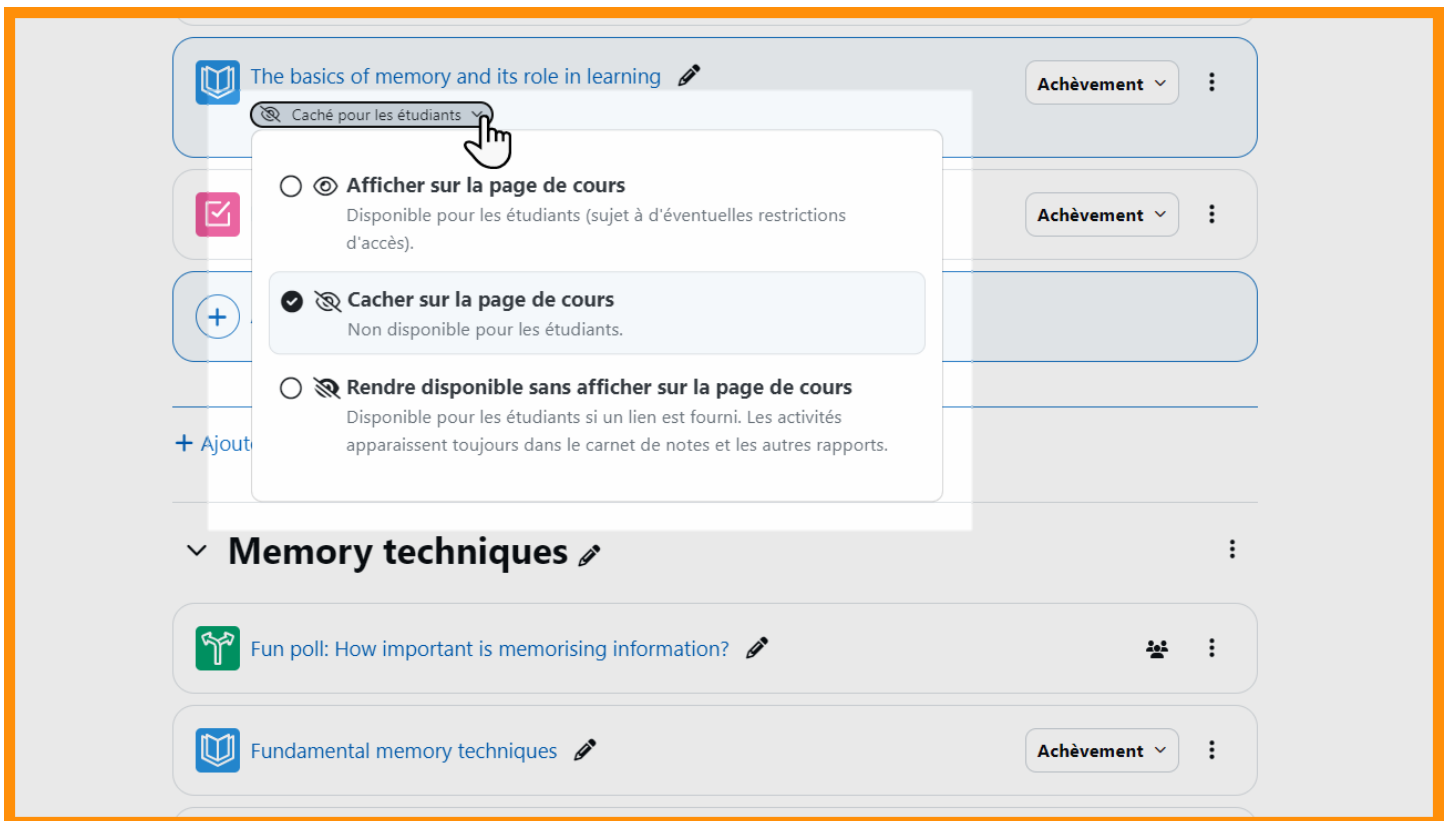 The basics of memory and its role in learning
Achèvement
Caché pour les étudiants
Afficher sur la page de cours
Disponible pour les étudiants (sujet à d'éventuelles restrictions
d'accès).
Achèvement
Cacher sur la page de cours
Non disponible pour les étudiants.
Rendre disponible sans afficher sur la page de cours
Disponible pour les étudiants si un lien est fourni. Les activités
apparaissent toujours dans le carnet de notes et les autres rapports.
Memory techniques
Fun poll: How important is memorising information?
Fundamental memory techniques
Achèvement